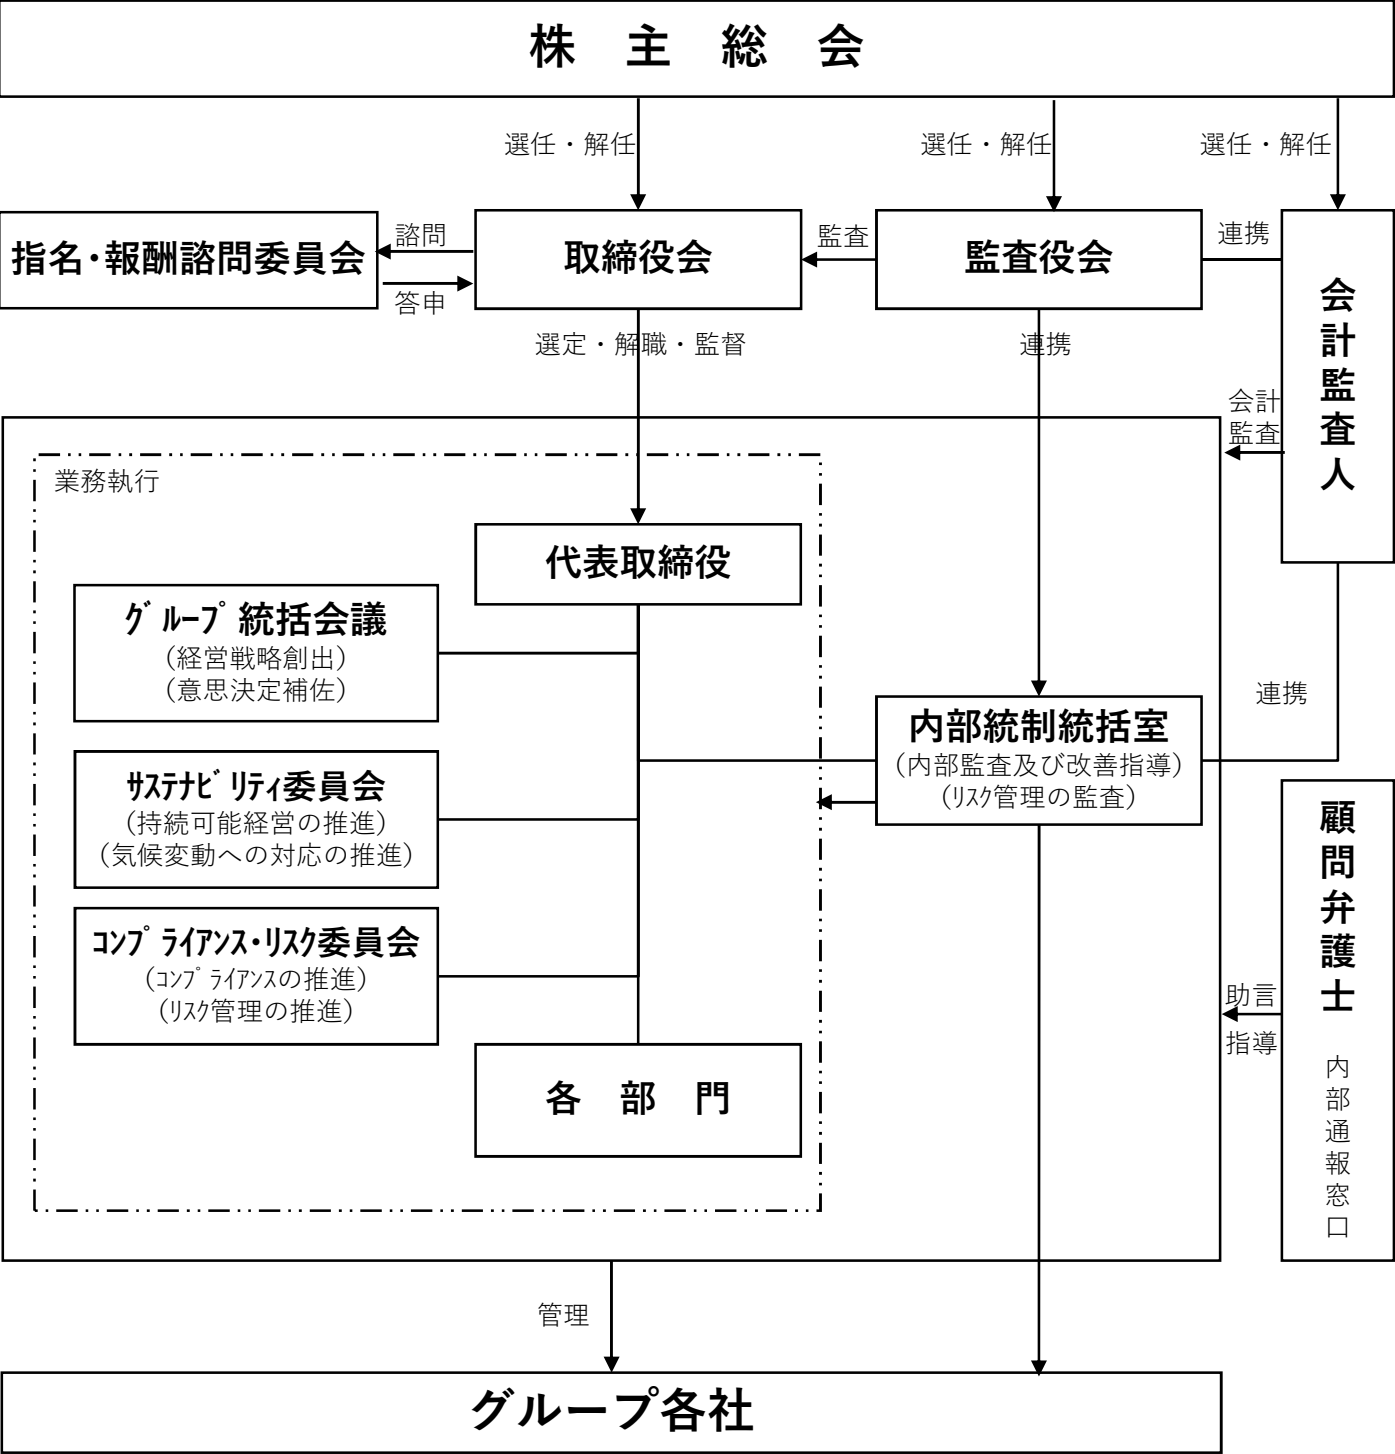 株　主　総　会
選任・解任
選任・解任
選任・解任
指名・報酬諮問委員会
諮問
答申
取締役会
監査
監査役会
連携
会計監査人
選定・解職・監督
連携
会計
監査
業務執行
代表取締役
ｸﾞﾙｰﾌﾟ統括会議
（経営戦略創出）
（意思決定補佐）
内部統制統括室
（内部監査及び改善指導）
（ﾘｽｸ管理の監査）
連携
ｻｽﾃﾅﾋﾞﾘﾃｨ委員会
（持続可能経営の推進）
（気候変動への対応の推進）
ｺﾝﾌﾟﾗｲｱﾝｽ・ﾘｽｸ委員会
（ｺﾝﾌﾟﾗｲｱﾝｽの推進）
（ﾘｽｸ管理の推進）
顧問弁護士
内部通報窓口
助言
指導
各　部　門
管理
グループ各社